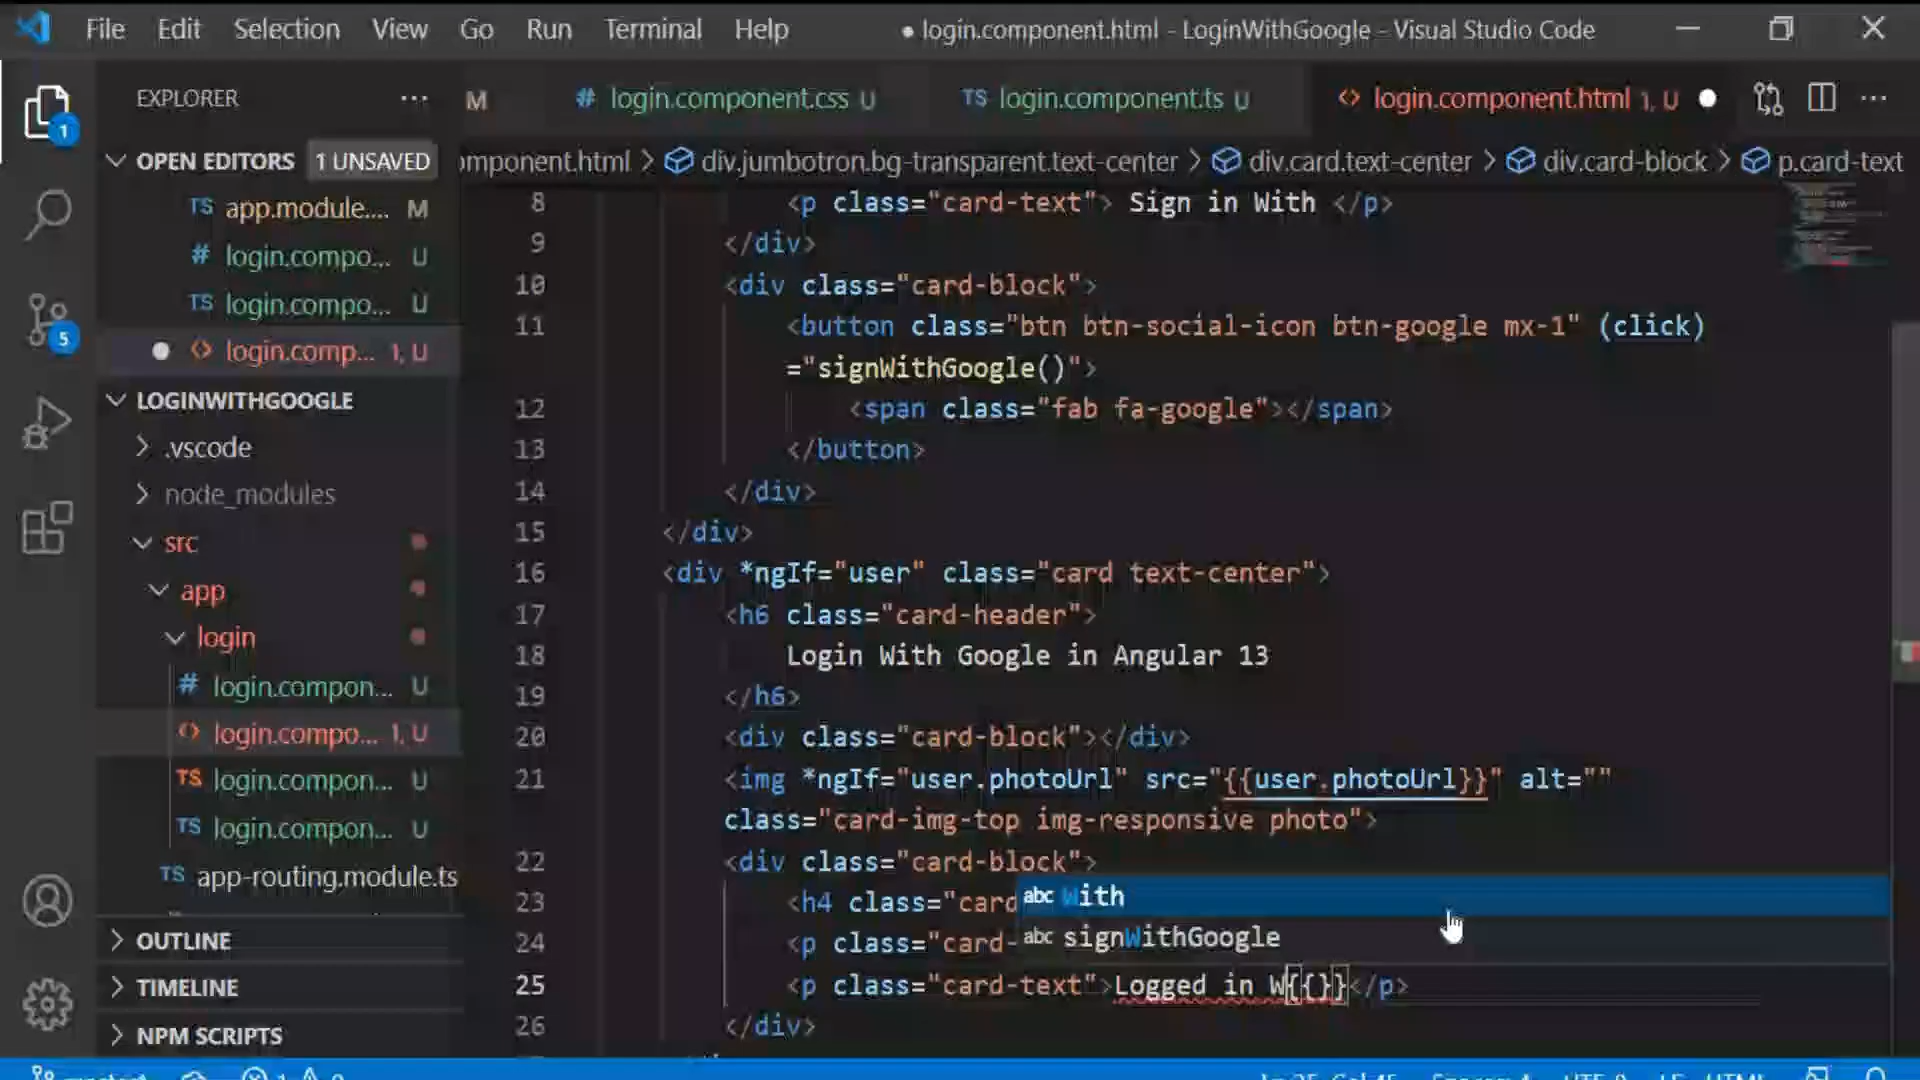 File Edit Selection View Go Run Terminal Help ● login.component.html - LoginWithGoogle - Visual Studio Code
EXPLORER ... M # login.component.css U TS login.component.ts U <> login.component.html 1, U ...
1
OPEN EDITORS 1 UNSAVED
omponent.html > div.jumbotron.bg-transparent.text-center > div.card.text-center > div.card-block > p.card-text
TS app.module.... M
# login.compo... U
TS login.compo... U
<> login.comp... 1, U
5
LOGINWITHGOOGLE
.vscode
node_modules
src
app
login
# login.compon... U
<> login.compo... 1, U
TS login.compon... U
TS login.compon... U
TS app-routing.module.ts
OUTLINE
TIMELINE
NPM SCRIPTS
8 <p class="card-text"> Sign in With </p>
9 </div>
10 <div class="card-block">
11 <button class="btn btn-social-icon btn-google mx-1" (click)
="signWithGoogle()">
12 <span class="fab fa-google"></span>
13 </button>
14 </div>
15 </div>
16 <div *ngIf="user" class="card text-center">
17 <h6 class="card-header">
18 Login With Google in Angular 13
19 </h6>
20 <div class="card-block"></div>
21 <img *ngIf="user.photoUrl" src="{{user.photoUrl}}" alt=""
class="card-img-top img-responsive photo">
22 <div class="card-block">
23 <h4 class="card
abc With
24 <p class="card-
abc signWithGoogle
25 <p class="card-text">Logged in W{{}}</p>
26 </div>